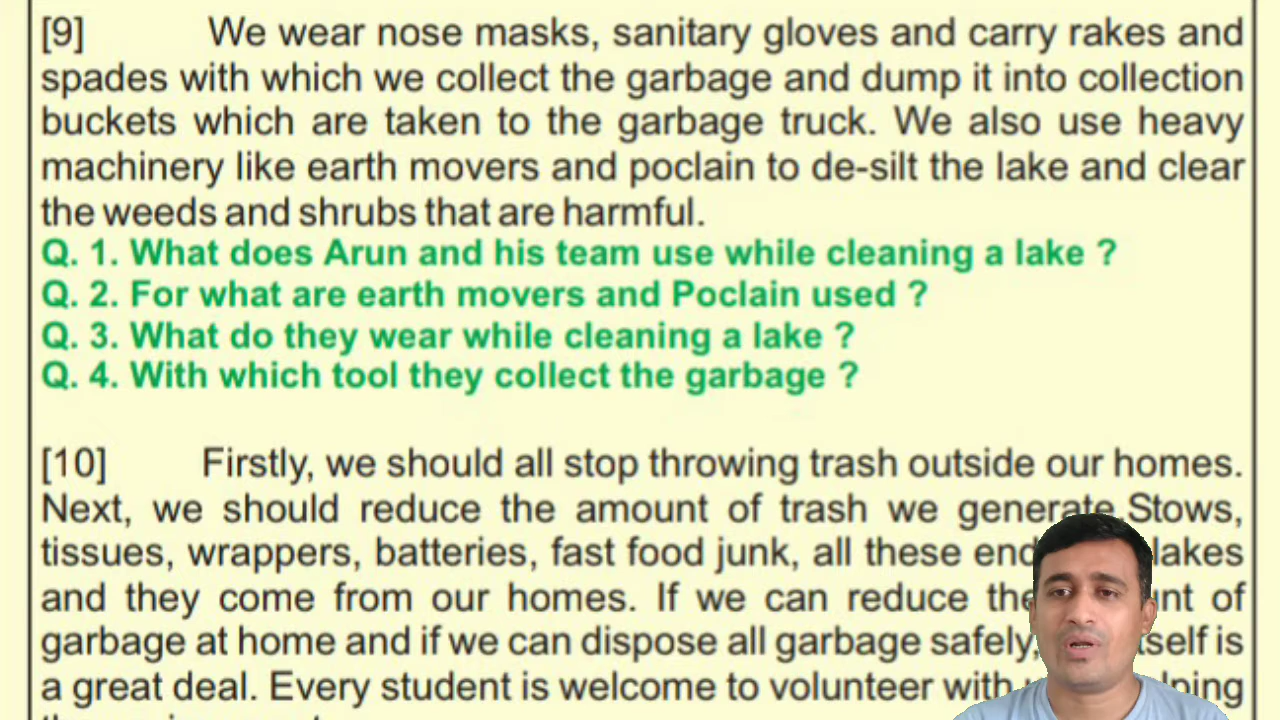 [9] We wear nose masks, sanitary gloves and carry rakes and
spades with which we collect the garbage and dump it into collection
buckets which are taken to the garbage truck. We also use heavy
machinery like earth movers and poclain to de-silt the lake and clear
the weeds and shrubs that are harmful.
Q. 1. What does Arun and his team use while cleaning a lake ?
Q. 2. For what are earth movers and Poclain used ?
Q. 3. What do they wear while cleaning a lake ?
Q. 4. With which tool they collect the garbage ?
[10] Firstly, we should all stop throwing trash outside our homes.
Next, we should reduce the amount of trash we generate. Stows,
tissues, wrappers, batteries, fast food junk, all these end lakes
and they come from our homes. If we can reduce the of
garbage at home and if we can dispose all garbage safely, is
a great deal. Every student is welcome to volunteer with